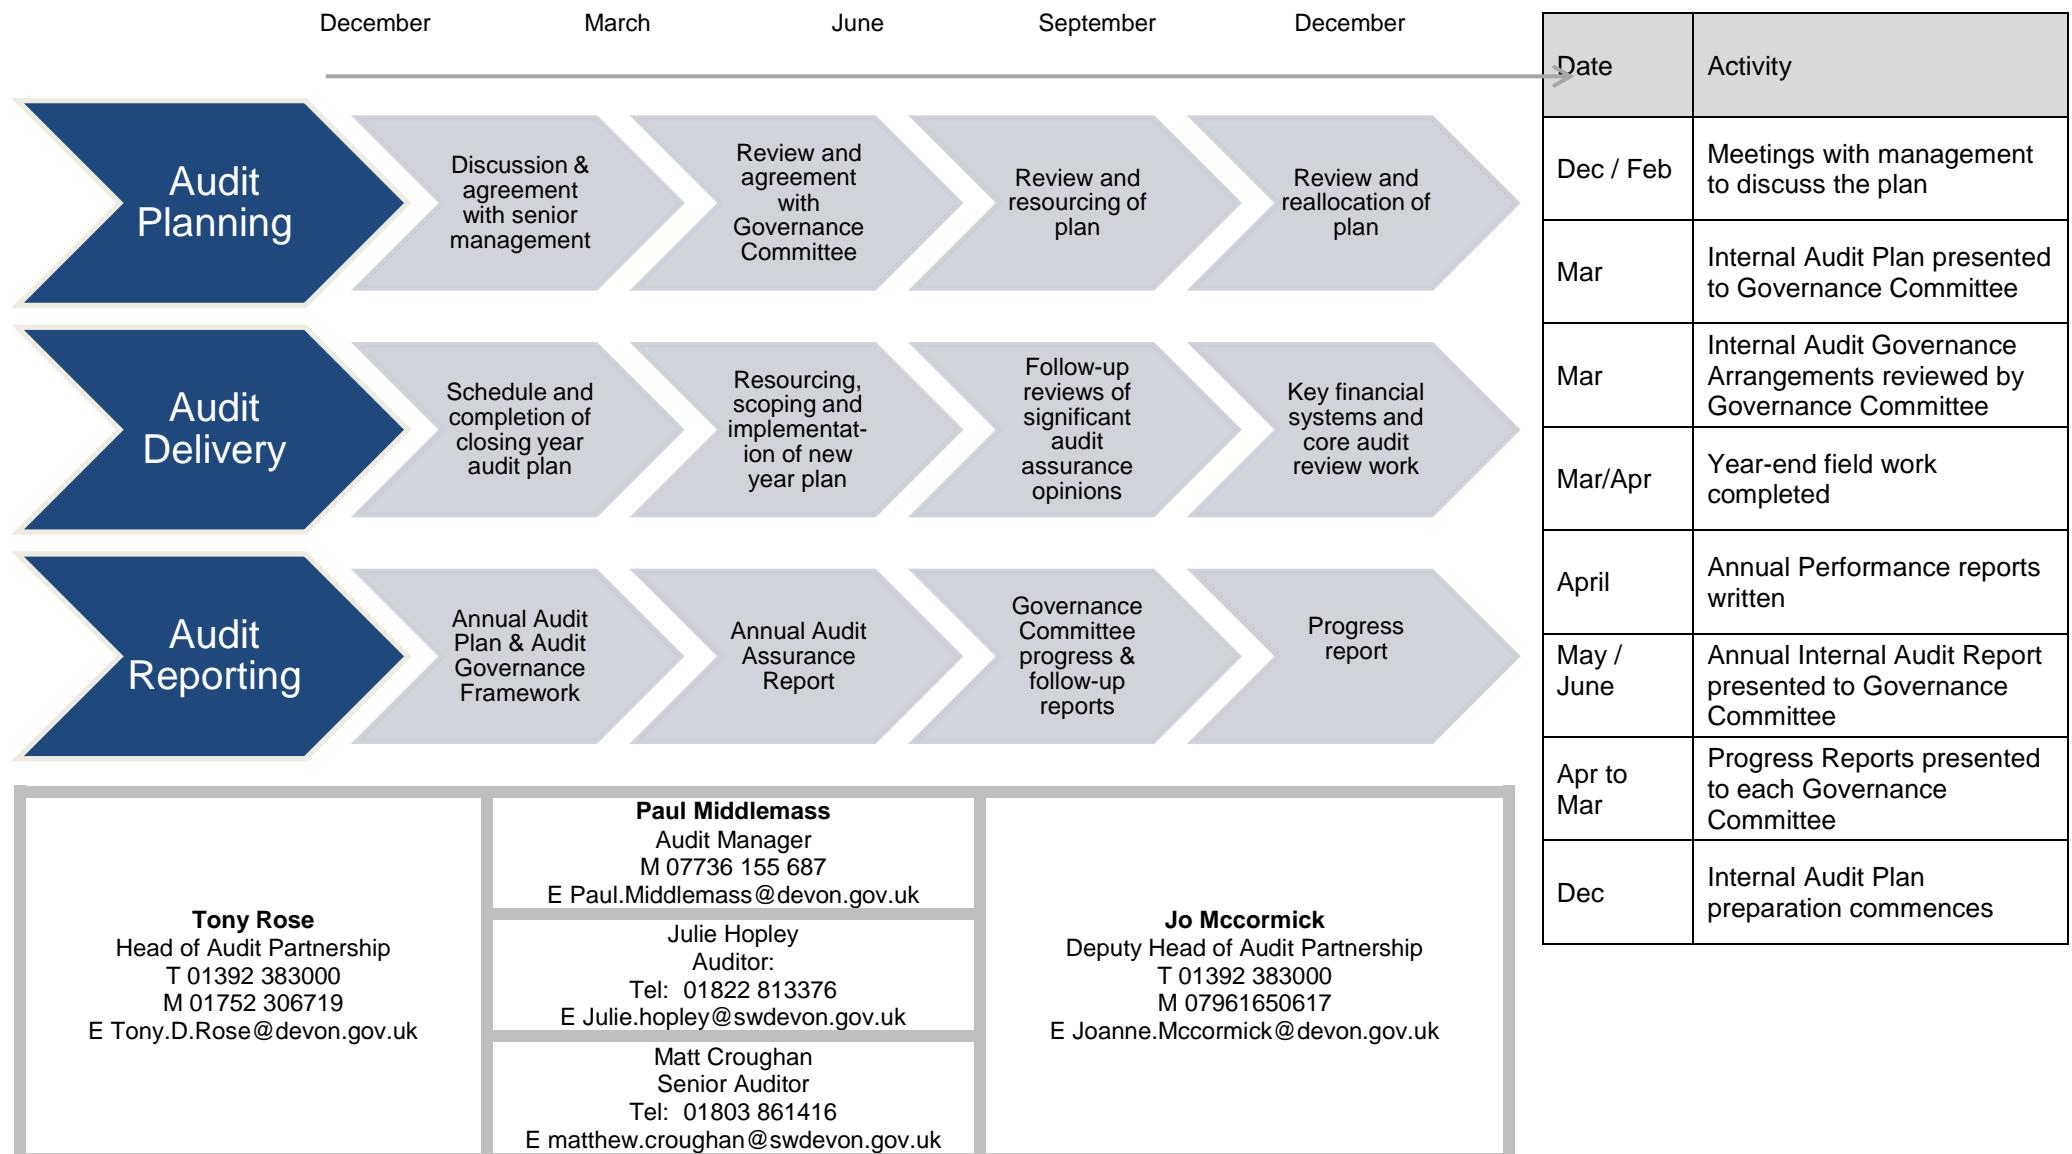 December March June September December
Audit
Planning
Discussion &
agreement
with senior
management
Review and
agreement
with
Governance
Committee
Review and
resourcing of
plan
Review and
reallocation of
plan
Audit
Delivery
Schedule and
completion of
closing year
audit plan
Resourcing,
scoping and
implementat-
ion of new
year plan
Follow-up
reviews of
significant
audit
assurance
opinions
Key financial
systems and
core audit
review work
Audit
Reporting
Annual Audit
Plan & Audit
Governance
Framework
Annual Audit
Assurance
Report
Governance
Committee
progress &
follow-up
reports
Progress
report
Tony Rose
Head of Audit Partnership
T 01392 383000
M 01752 306719
E Tony.D.Rose@devon.gov.uk
Paul Middlemass
Audit Manager
M 07736 155 687
E Paul.Middlemass@devon.gov.uk
Julie Hopley
Auditor:
Tel: 01822 813376
E Julie.hopley@swdevon.gov.uk
Matt Croughan
Senior Auditor
Tel: 01803 861416
E matthew.croughan@swdevon.gov.uk
Jo Mccormick
Deputy Head of Audit Partnership
T 01392 383000
M 07961650617
E Joanne.Mccormick@devon.gov.uk
Date Activity
Dec / Feb
Meetings with management
to discuss the plan
Mar
Internal Audit Plan presented
to Governance Committee
Mar
Internal Audit Governance
Arrangements reviewed by
Governance Committee
Mar/Apr
Year-end field work
completed
April
Annual Performance reports
written
May /
June
Annual Internal Audit Report
presented to Governance
Committee
Apr to
Mar
Progress Reports presented
to each Governance
Committee
Dec
Internal Audit Plan
preparation commences